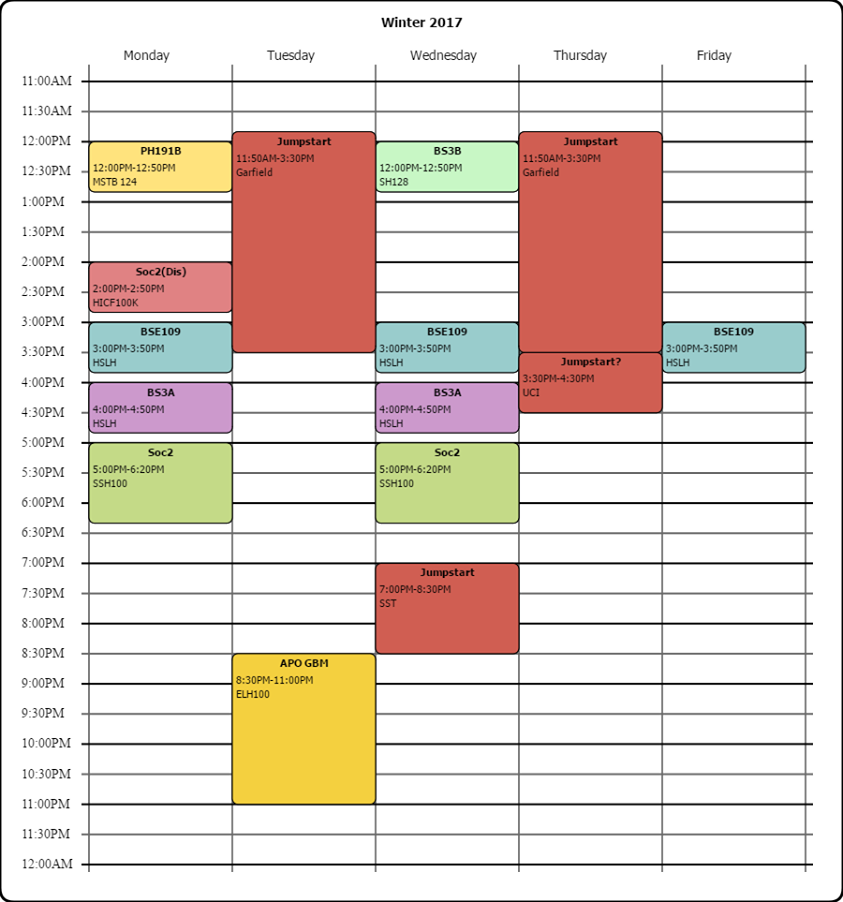 Winter 2017
Monday Tuesday Wednesday Thursday Friday
11:00AM
11:30AM
12:00PM
12:30PM
1:00PM
1:30PM
2:00PM
2:30PM
3:00PM
3:30PM
4:00PM
4:30PM
5:00PM
5:30PM
6:00PM
6:30PM
7:00PM
7:30PM
8:00PM
8:30PM
9:00PM
9:30PM
10:00PM
10:30PM
11:00PM
11:30PM
12:00AM
PH191B
12:00PM-12:50PM
MSTB 124
Soc2(Dis)
2:00PM-2:50PM
HICF100K
BSE109
3:00PM-3:50PM
HSLH
BS3A
4:00PM-4:50PM
HSLH
Soc2
5:00PM-6:20PM
SSH100
Jumpstart
11:50AM-3:30PM
Garfield
APO GBM
8:30PM-11:00PM
ELH100
BS3B
12:00PM-12:50PM
SH128
BSE109
3:00PM-3:50PM
HSLH
BS3A
4:00PM-4:50PM
HSLH
Soc2
5:00PM-6:20PM
SSH100
Jumpstart
7:00PM-8:30PM
SST
Jumpstart
11:50AM-3:30PM
Garfield
Jumpstart?
3:30PM-4:30PM
UCI
BSE109
3:00PM-3:50PM
HSLH